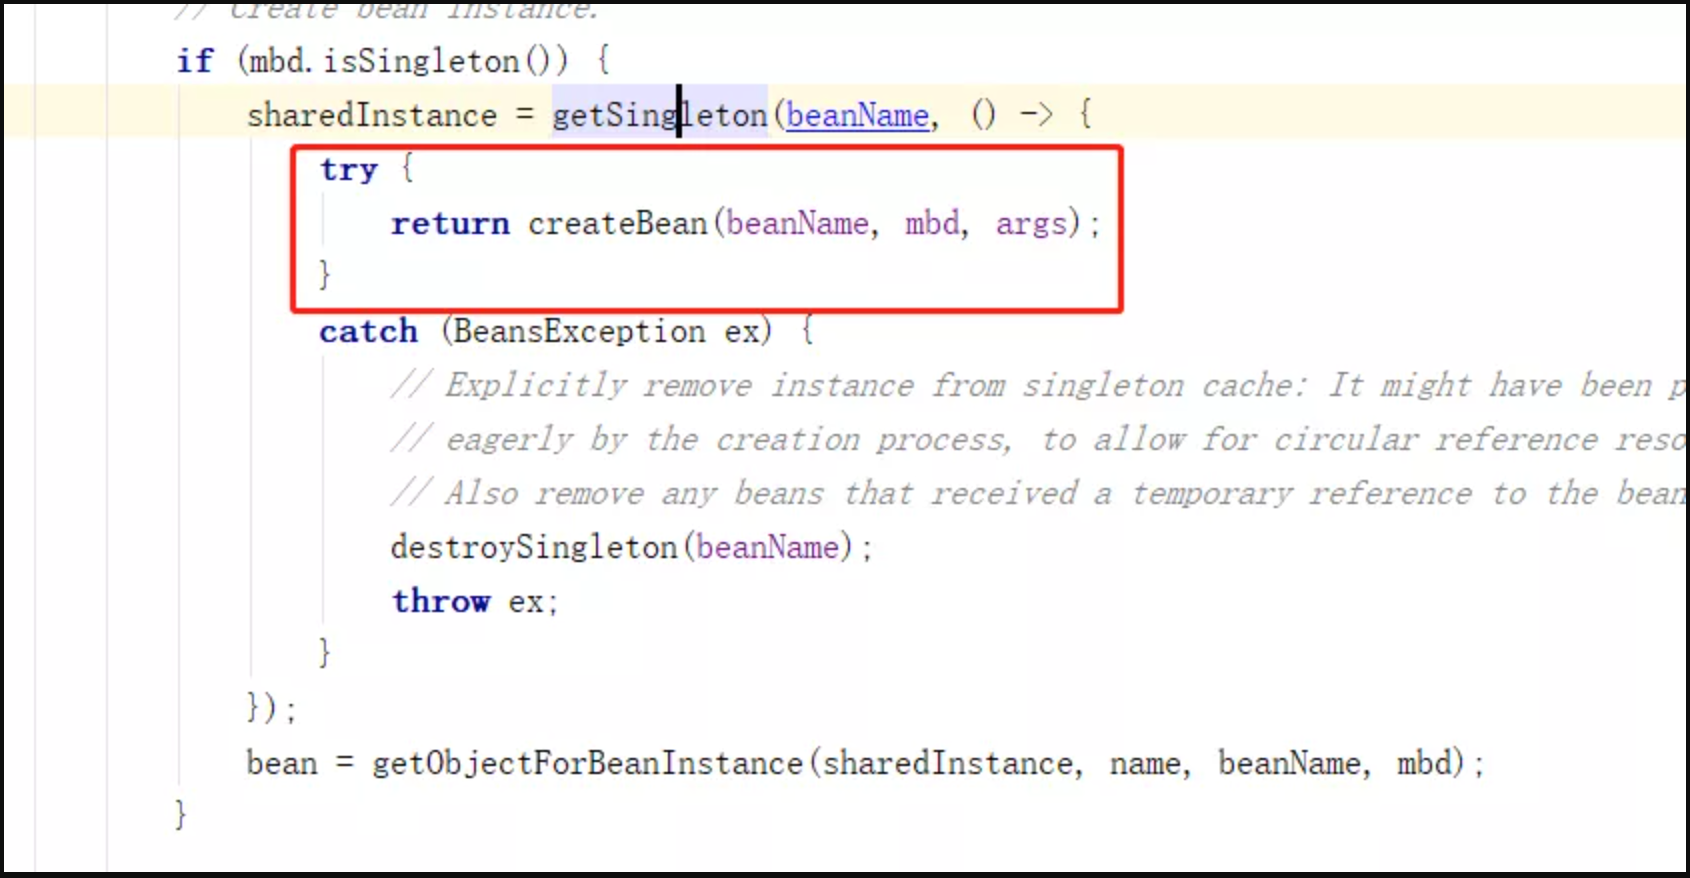 // Create bean instance.
if (mbd.isSingleton()) {
sharedInstance = getSingleton(beanName, () -> {
try {
return createBean(beanName, mbd, args);
}
catch (BeansException ex) {
// Explicitly remove instance from singleton cache: It might have been p
// eagerly by the creation process, to allow for circular reference reso
// Also remove any beans that received a temporary reference to the bean
destroySingleton(beanName);
throw ex;
}
});
bean = getObjectForBeanInstance(sharedInstance, name, beanName, mbd);
}